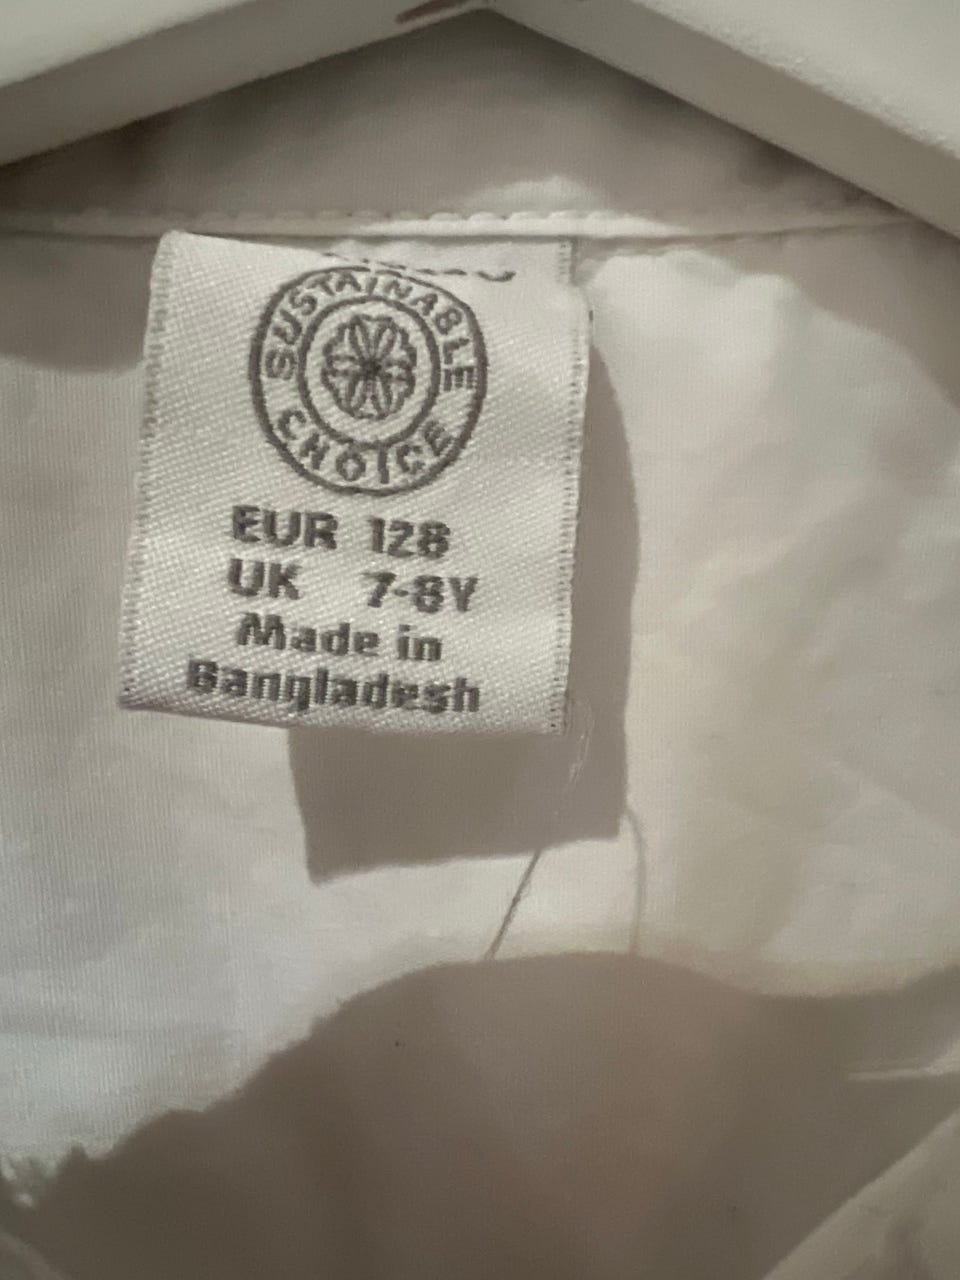 SUSTAINABLE
CHOICE
EUR 128
UK 7-8Y
Made in
Bangladesh